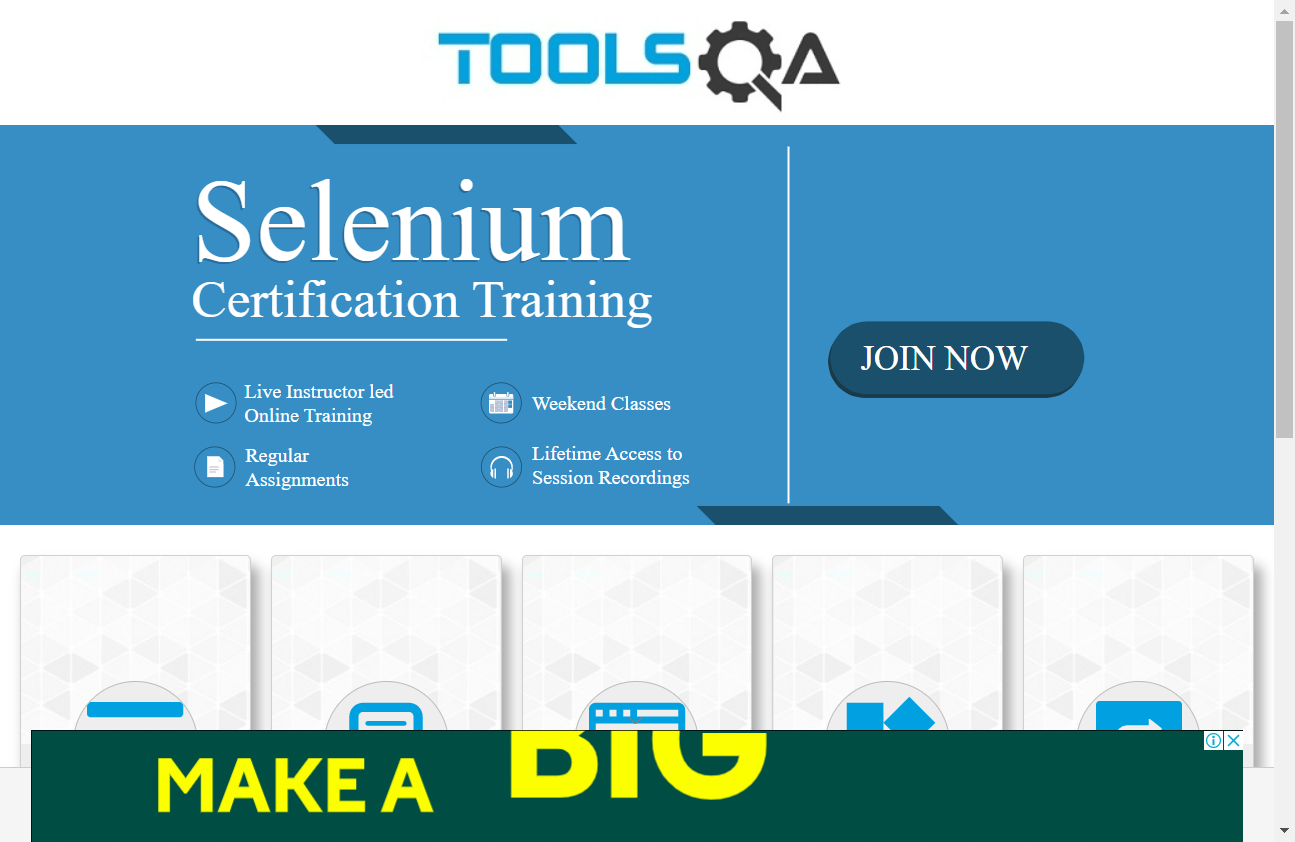 TOOLSQA
Selenium
Certification Training
JOIN NOW
Live Instructor led
Online Training
Weekend Classes
Regular
Assignments
Lifetime Access to
Session Recordings
MAKE A BIG